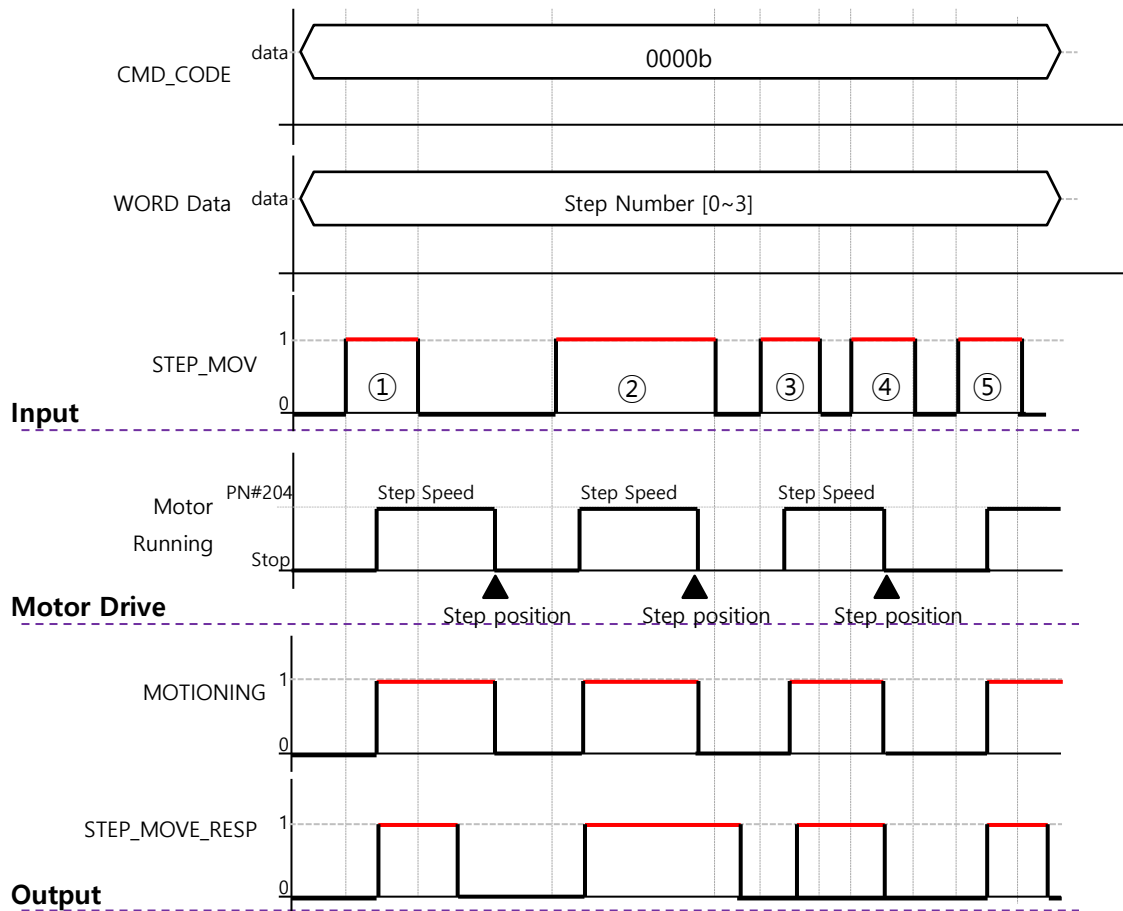 data
0000b
CMD_CODE
data
WORD Data
Step Number [0~3]
1
STEP_MOV
① ② ③ ④ ⑤
0
Input
PN#204
Step Speed Step Speed Step Speed
Motor
Running
Stop
Motor Drive
Step position Step position Step position
1
MOTIONING
0
1
STEP_MOVE_RESP
0
Output